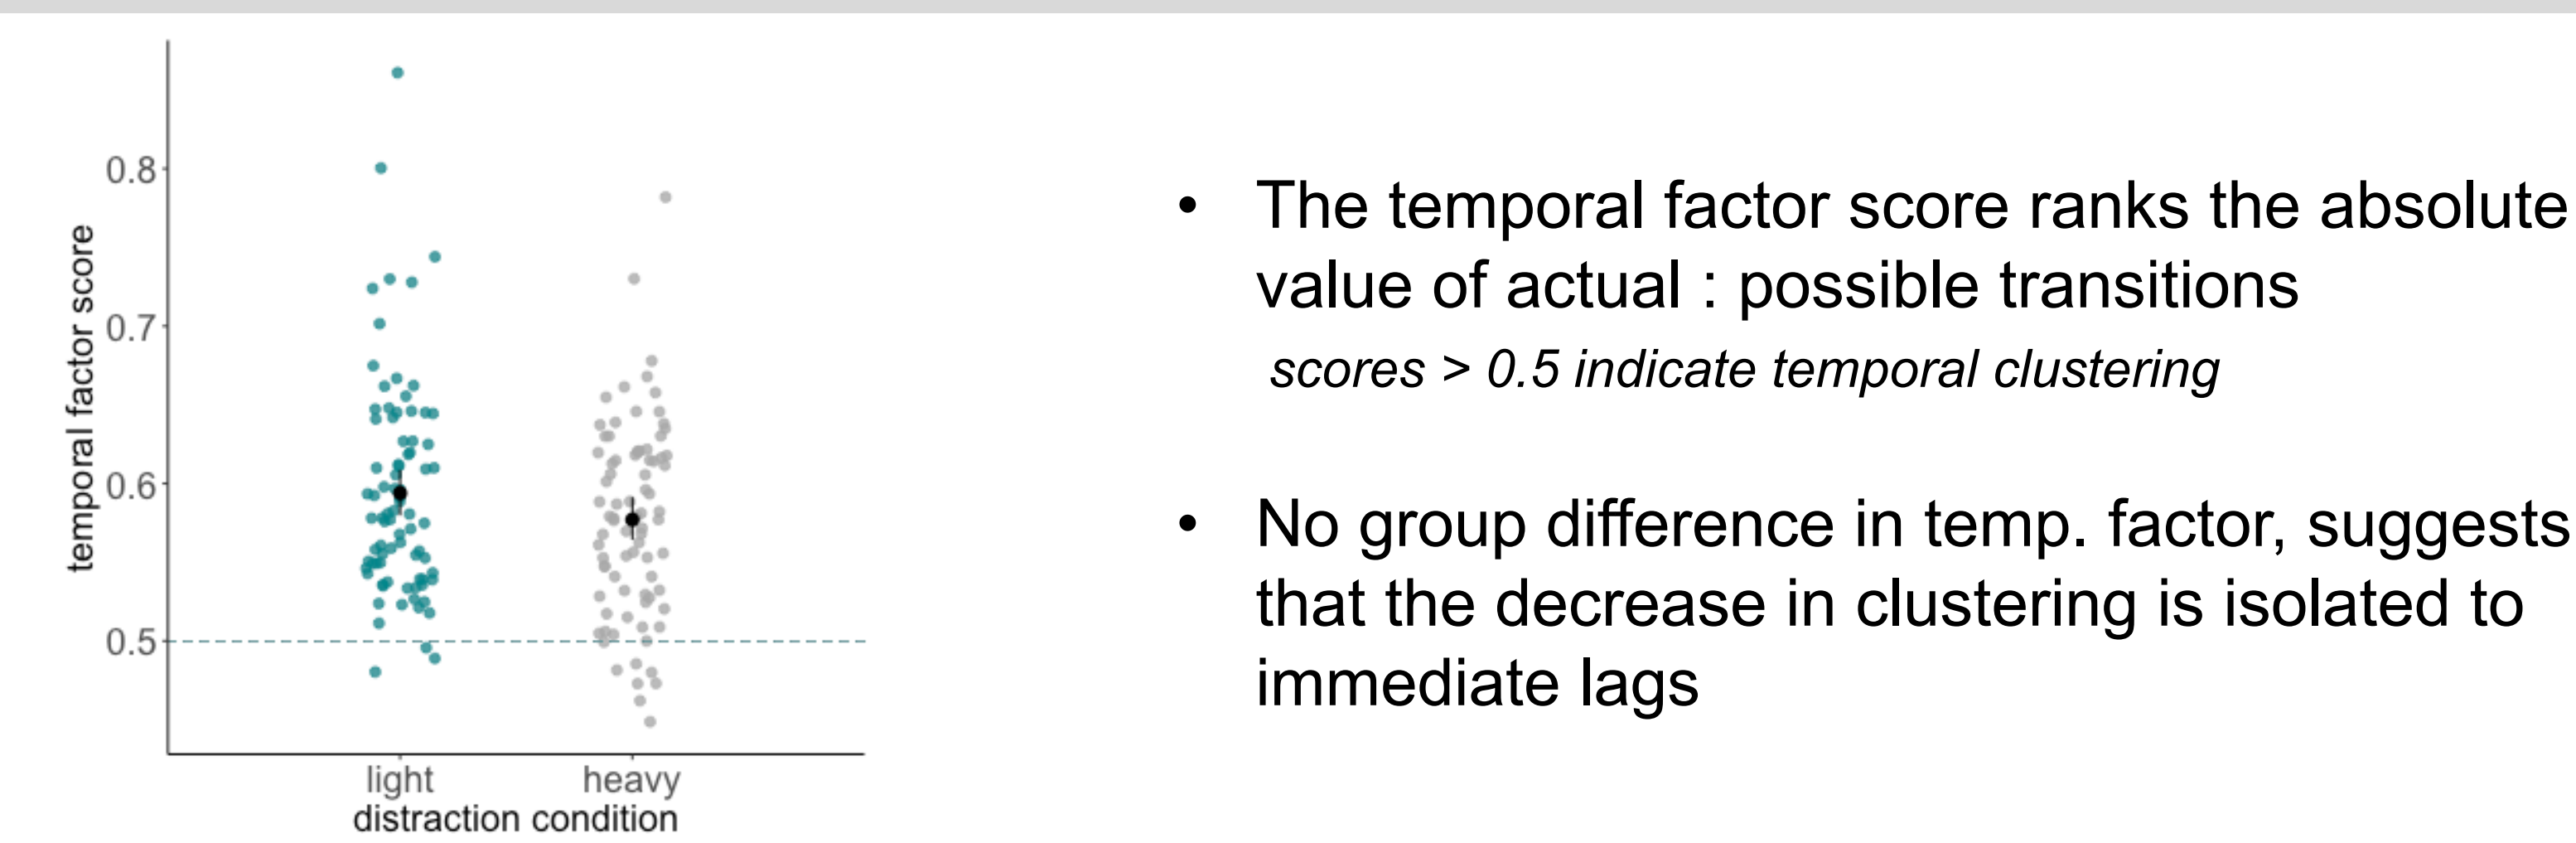 0.8
0.7
0.6
0.5
temporal factor score
light
heavy
distraction condition
• The temporal factor score ranks the absolute
value of actual : possible transitions
scores > 0.5 indicate temporal clustering
• No group difference in temp. factor, suggests
that the decrease in clustering is isolated to
immediate lags